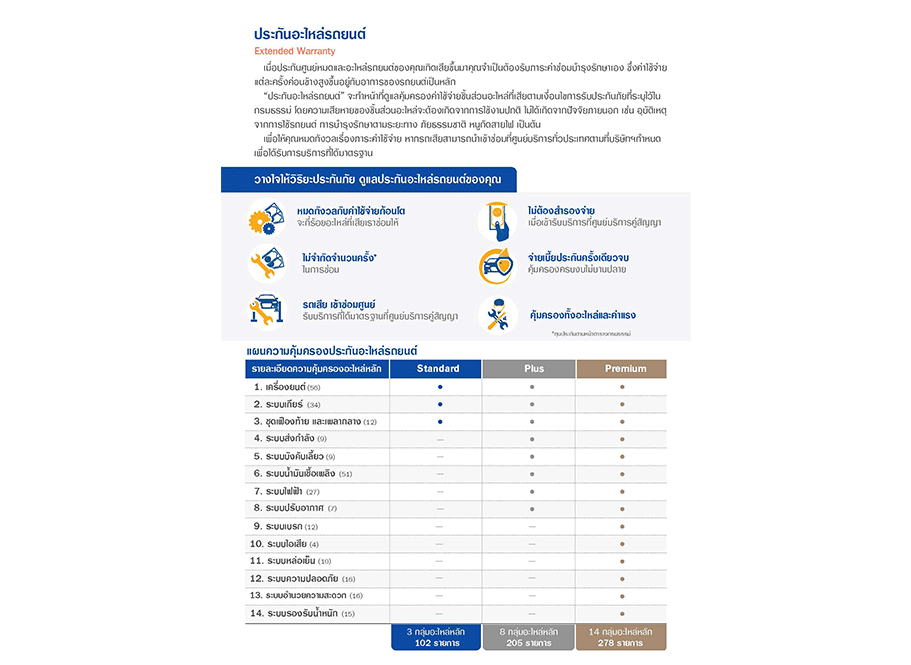 ประกันอะไหล่รถยนต์
Extended Warranty
เมื่อประกันศูนย์หมดและอะไหล่รถยนต์ของคุณเกิดเสียขึ้นมาคุณจำเป็นต้องรับภาระค่าซ่อมบำรุงรักษาเอง ซึ่งค่าใช้จ่าย
แต่ละครั้งค่อนข้างสูงขึ้นอยู่กับอาการของรถยนต์เป็นหลัก
“ประกันอะไหล่รถยนต์” จะทำหน้าที่ดูแลคุ้มครองค่าใช้จ่ายชิ้นส่วนอะไหล่ที่เสียตามเงื่อนไขการรับประกันภัยที่ระบุไว้ใน
กรมธรรม์ โดยความเสียหายของชิ้นส่วนอะไหล่จะต้องเกิดจากการใช้งานปกติ ไม่ได้เกิดจากปัจจัยภายนอก เช่น อุบัติเหตุ
จากการใช้รถยนต์ การบำรุงรักษาตามระยะทาง ภัยธรรมชาติ หนูกัดสายไฟ เป็นต้น
เพื่อให้คุณหมดกังวลเรื่องภาระค่าใช้จ่าย หากรถเสียสามารถนำเข้าซ่อมที่ศูนย์บริการทั่วประเทศตามที่บริษัทฯกำหนด
เพื่อได้รับการบริการที่ได้มาตรฐาน
วางใจให้วิริยะประกันภัย ดูแลประกันอะไหล่รถยนต์ของคุณ
หมดกังวลกับค่าใช้จ่ายก้อนโต
จะกี่ร้อยอะไหล่ที่เสียเราซ่อมให้
ไม่ต้องสำรองจ่าย
เมื่อเข้ารับบริการที่ศูนย์บริการคู่สัญญา
ไม่จำกัดจำนวนครั้ง*
ในการซ่อม
จ่ายเบี้ยประกันครั้งเดียวจบ
คุ้มครองครบงบไม่บานปลาย
รถเสีย เข้าซ่อมศูนย์
รับบริการที่ได้มาตรฐานที่ศูนย์บริการคู่สัญญา
คุ้มครองทั้งอะไหล่และค่าแรง
*ทุนประกันตามหน้าตารางกรมธรรม์
แผนความคุ้มครองประกันอะไหล่รถยนต์
รายละเอียดความคุ้มครองอะไหล่หลัก Standard Plus Premium
1. เครื่องยนต์ (56) • • •
2. ระบบเกียร์ (34) • • •
3. ชุดเฟืองท้าย และเพลากลาง (12) • • •
4. ระบบส่งกำลัง (9) – • •
5. ระบบบังคับเลี้ยว (9) – • •
6. ระบบน้ำมันเชื้อเพลิง (51) – • •
7. ระบบไฟฟ้า (27) – • •
8. ระบบปรับอากาศ (7) – • •
9. ระบบเบรก (12) – – •
10. ระบบไอเสีย (4) – – •
11. ระบบหล่อเย็น (10) – – •
12. ระบบความปลอดภัย (16) – – •
13. ระบบอำนวยความสะดวก (16) – – •
14. ระบบรองรับน้ำหนัก (15) – – •
3 กลุ่มอะไหล่หลัก 8 กลุ่มอะไหล่หลัก 14 กลุ่มอะไหล่หลัก
102 รายการ 205 รายการ 278 รายการ